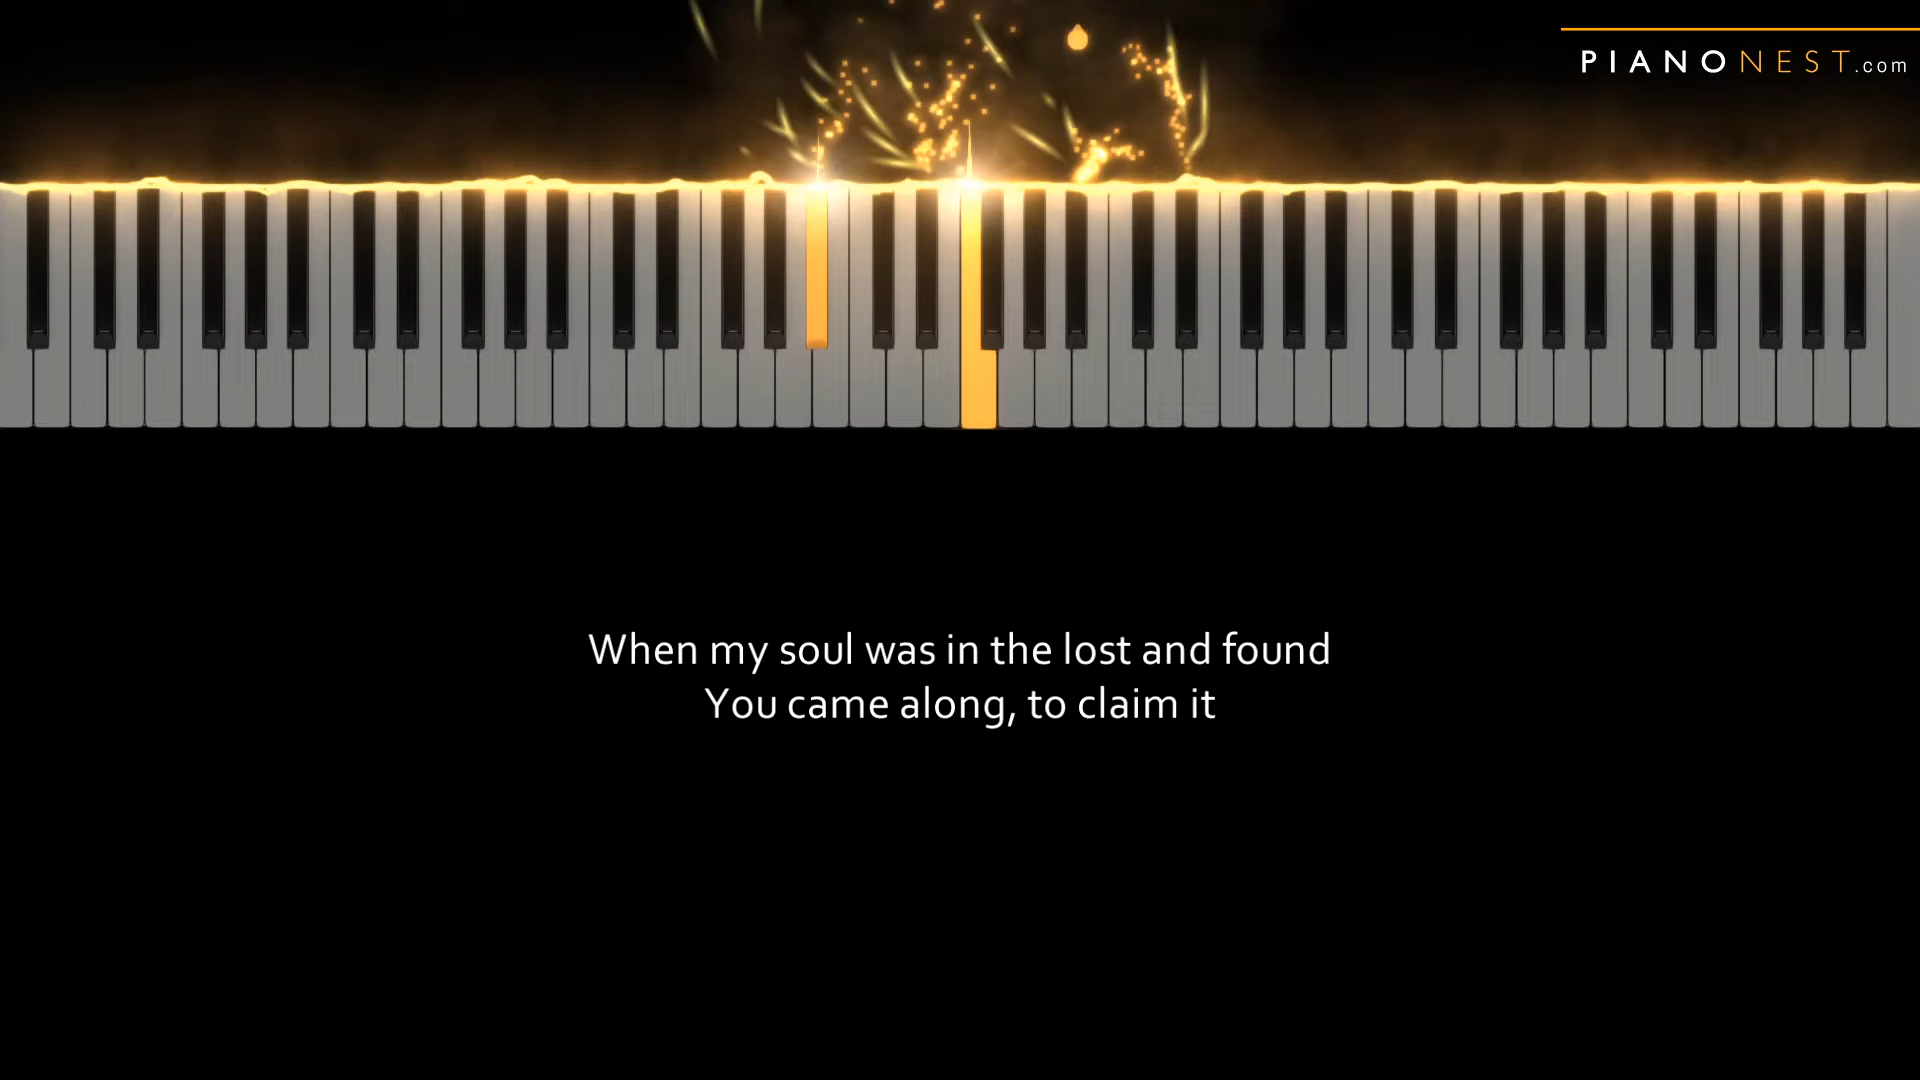 PIANONEST.com
When my soul was in the lost and found
You came along, to claim it